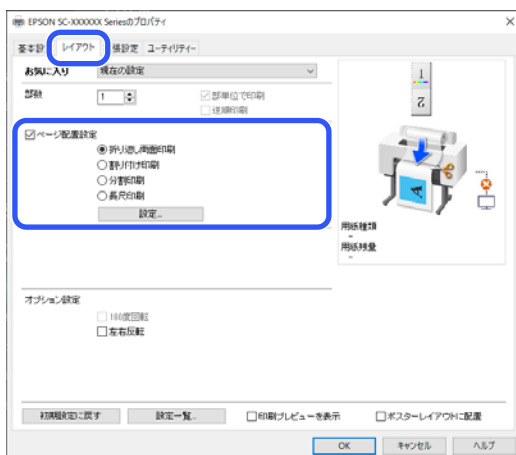 EPSON SC-XXXXXX Seriesのプロパティ
基本設 レイアウト 張設定 ユーティリティー
お気に入り 現在の設定
部数 1 部単位で印刷
逆順印刷
ページ配置設定
折り返し両面印刷
割り付け印刷
分割印刷
長尺印刷
設定...
1
2
A
用紙種類
-
用紙残量
-
オプション設定
180度回転
左右反転
初期設定に戻す 設定一覧... 印刷プレビューを表示 ポスターレイアウトに配置
OK キャンセル ヘルプ